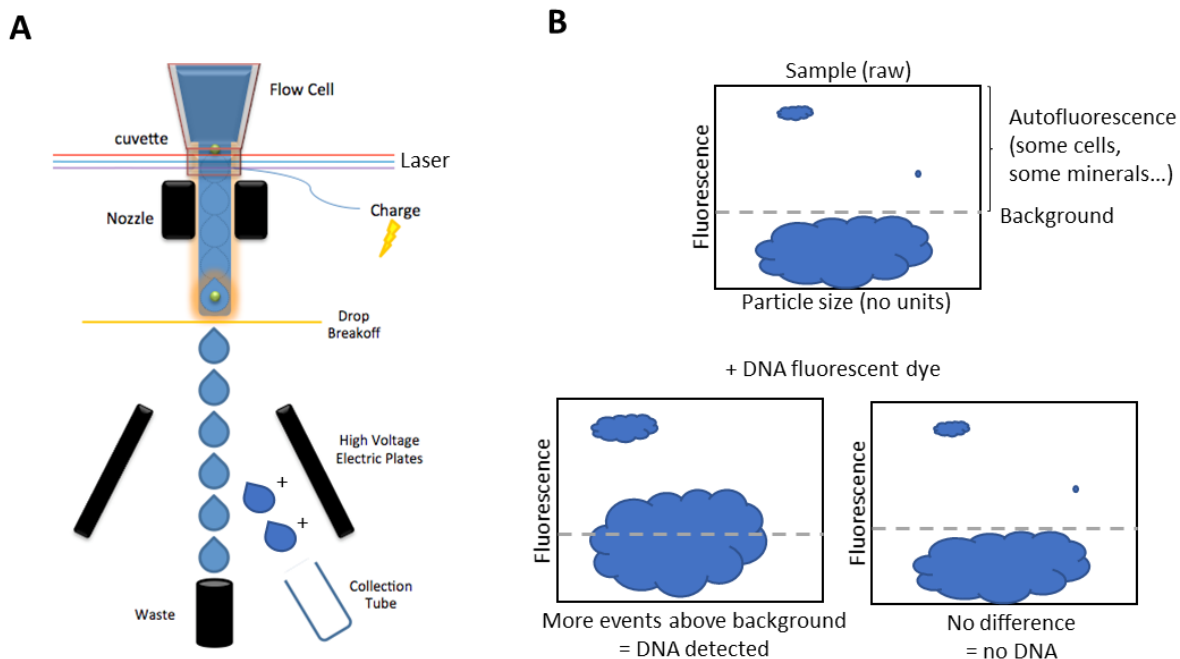 A
Flow Cell
cuvette
Laser
Nozzle
Charge
Drop
Breakoff
High Voltage
Electric Plates
+
+
Collection
Tube
Waste
B
Sample (raw)
Fluorescence
Autofluorescence
(some cells,
some minerals...)
Background
Particle size (no units)
+ DNA fluorescent dye
Fluorescence
More events above background
= DNA detected
Fluorescence
No difference
= no DNA